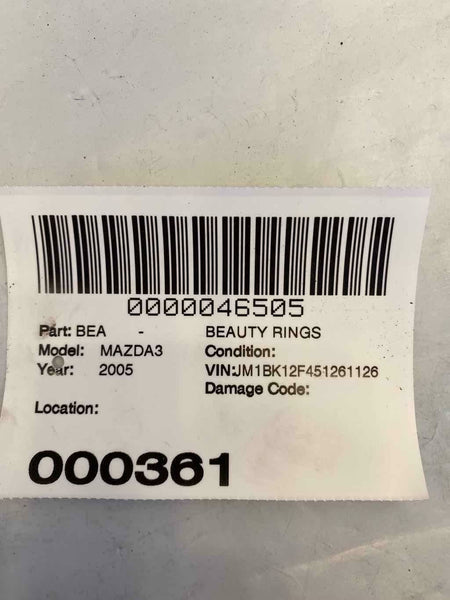 0000046505
Part: BEA - BEAUTY RINGS
Model: MAZDA3 Condition:
Year: 2005 VIN:JM1BK12F451261126
Damage Code:
Location:
000361